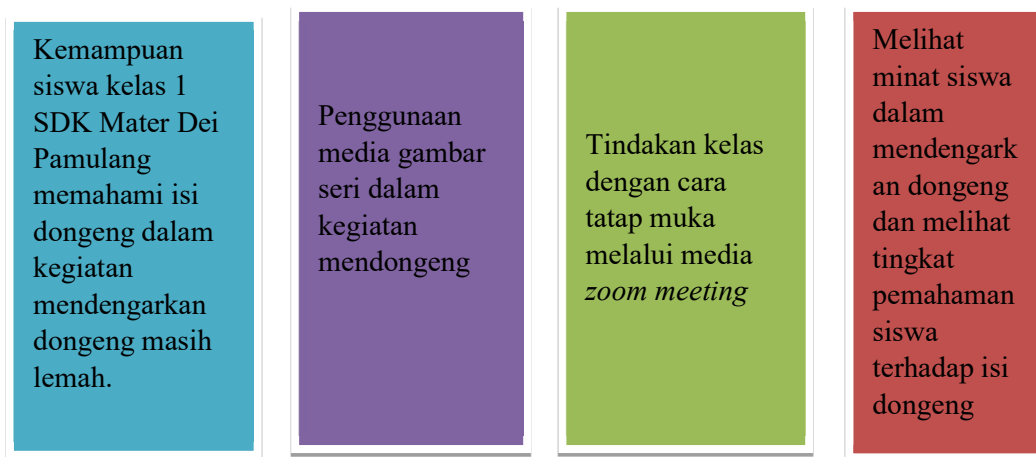 Kemampuan
siswa kelas 1
SDK Mater Dei
Pamulang
memahami isi
dongeng dalam
kegiatan
mendengarkan
dongeng masih
lemah.
Penggunaan
media gambar
seri dalam
kegiatan
mendongeng
Tindakan kelas
dengan cara
tatap muka
melalui media
zoom meeting
Melihat
minat siswa
dalam
mendengark
an dongeng
dan melihat
tingkat
pemahaman
siswa
terhadap isi
dongeng